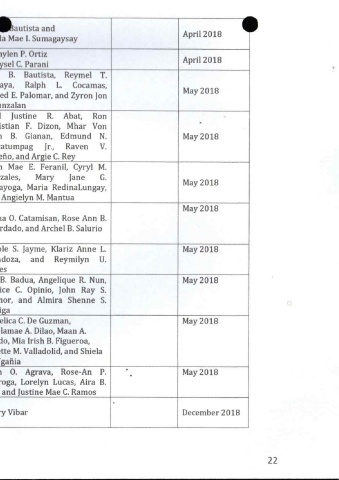 Bautista and
la Mae I. Sumagaysay
April 2018
aylen P. Ortiz
ysel C. Parani
April 2018
B. Bautista, Reymel T.
aya, Ralph L. Cocamas,
ed E. Palomar, and Zyron Jon
unzalan
May 2018
l Justine R. Abat, Ron
istian F. Dizon, Mhar Von
n B. Gianan, Edmund N.
atumpag Jr., Raven V.
eño, and Argie C. Rey
May 2018
n Mae E. Feranil, Cyryl M.
zales, Mary Jane G.
ayoga, Maria RedinaLungay,
Angielyn M. Mantua
May 2018
na O. Catamisan, Rose Ann B.
rdado, and Archel B. Salurio
May 2018
ole S. Jayme, Klariz Anne L.
doza, and Reymilyn U.
es
May 2018
B. Badua, Angelique R. Nun,
ice C. Opinio, John Ray S.
nor, and Almira Shenne S.
iga
May 2018
elica C. De Guzman,
lamae A. Dilao, Maan A.
do, Mia Irish B. Figueroa,
tte M. Valladolid, and Shiela
gañia
May 2018
n O. Agrava, Rose-An P.
roga, Lorelyn Lucas, Aira B.
and Justine Mae C. Ramos
May 2018
ry Vibar
December 2018
22